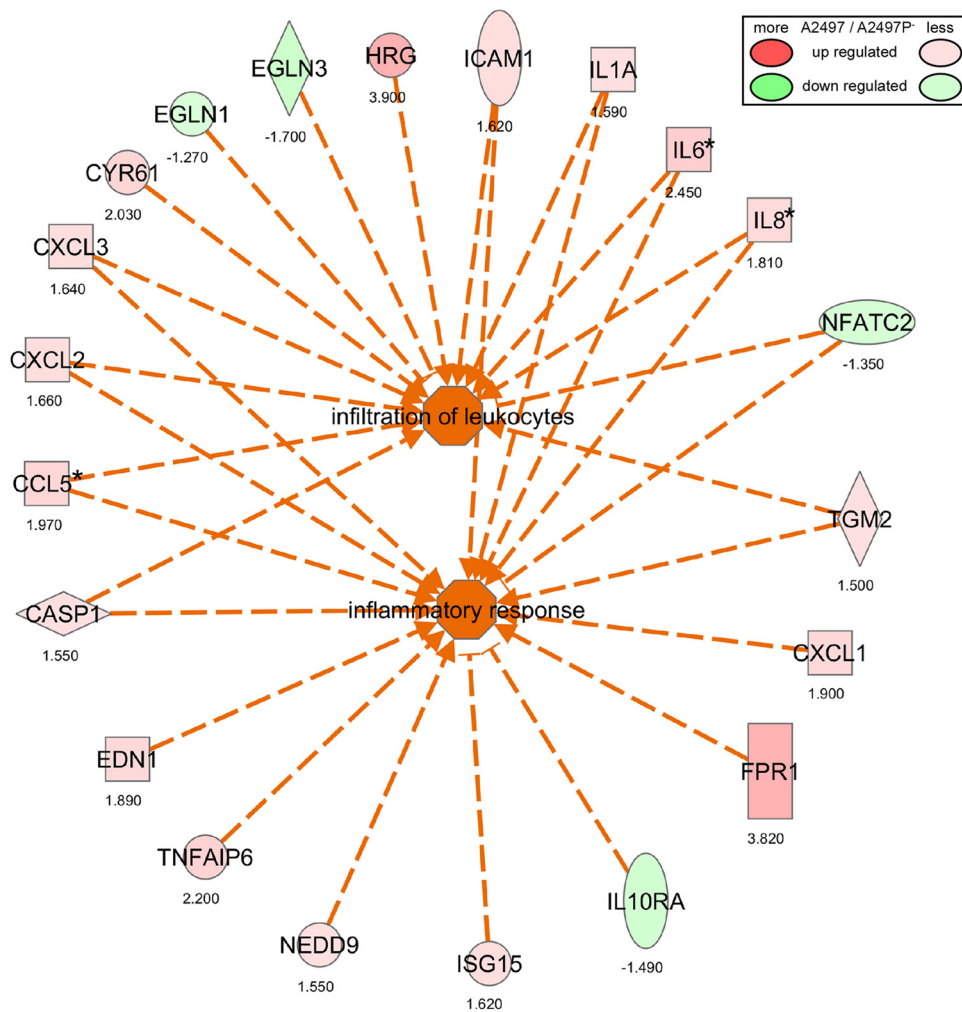 more A2497 / A2497P- less
up regulated
down regulated
EGLN3
-1.700
HRG
3.900
ICAM1
1.620
IL1A
1.590
EGLN1
-1.270
IL6*
2.450
CYR61
2.030
IL8*
1.810
CXCL3
1.640
NFATC2
-1.350
CXCL2
1.660
infiltration of leukocytes
CCL5*
1.970
TGM2
1.500
CASP1
1.550
inflammatory response
CXCL1
1.900
EDN1
1.890
FPR1
3.820
TNFAIP6
2.200
IL10RA
-1.490
NEDD9
1.550
ISG15
1.620